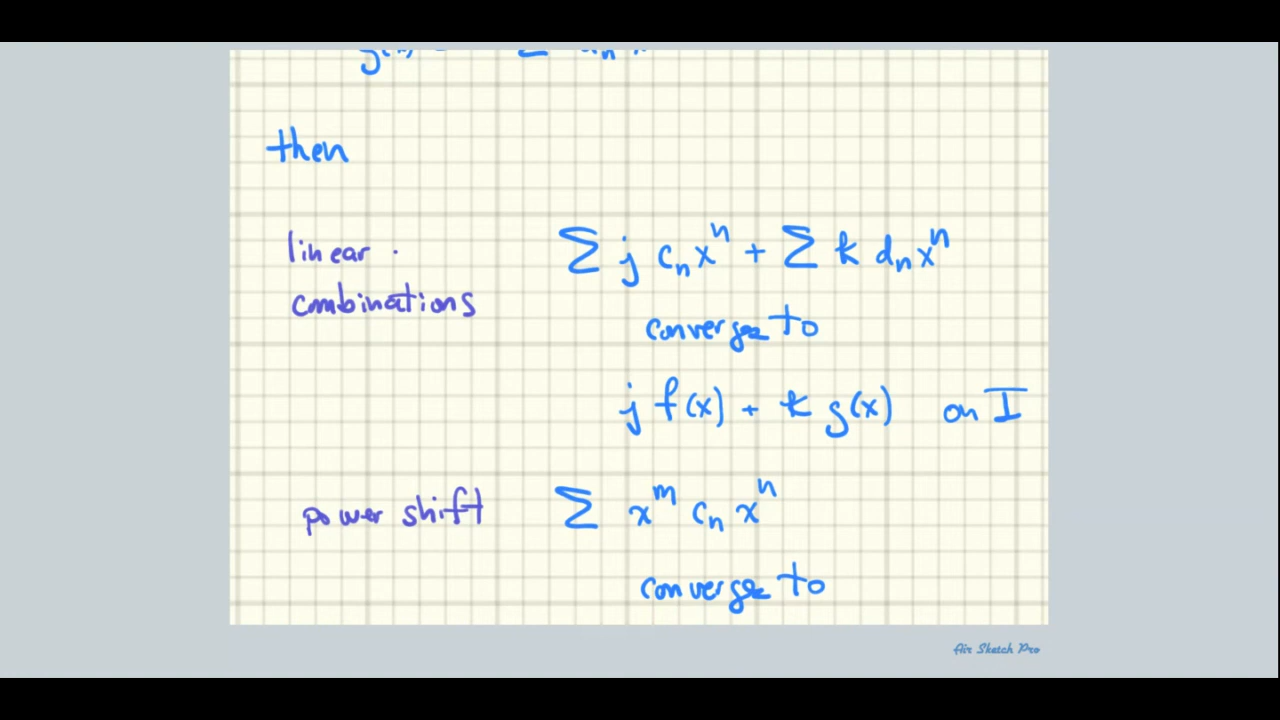 then
linear
combinations
∑ j cₙxⁿ + ∑ k dₙxⁿ
converge to
j f(x) + k g(x) on I
power shift
∑ xᵐ cₙ xⁿ
converge to
Air Sketch Pro